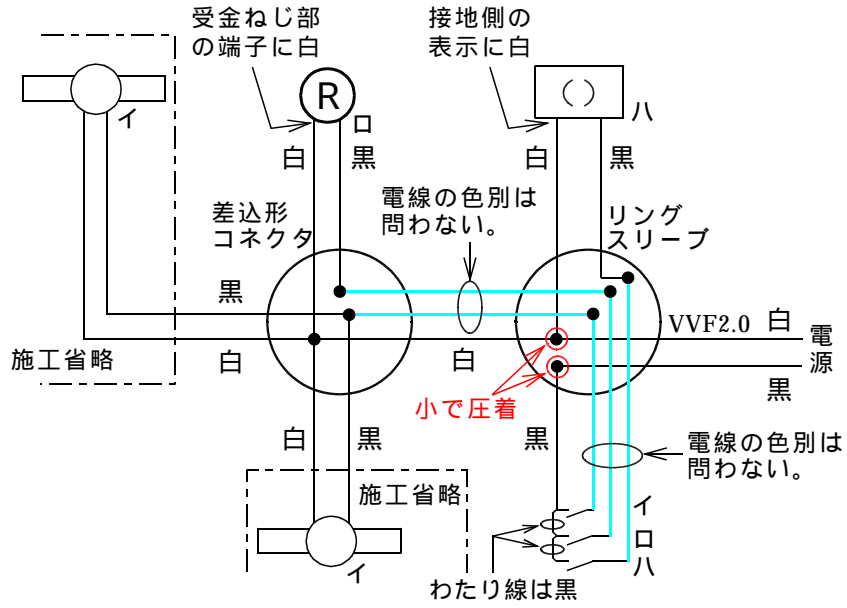 受金ねじ部
の端子に白
接地側の
表示に白
イ
R
ロ
ハ
白
黒
白
黒
電線の色別は
問わない。
差込形
コネクタ
リング
スリーブ
黒
VVF2.0
白
電
源
施工省略
白
白
黒
小で圧着
白
黒
黒
電線の色別は
問わない。
施工省略
イ
ロ
ハ
イ
わたり線は黒